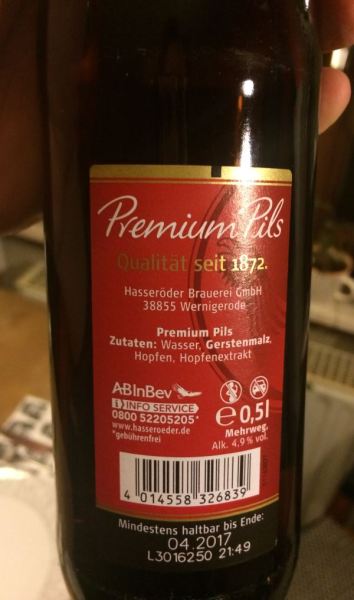 Premium Pils
Qualität seit 1872.
Hasseröder Brauerei GmbH
38855 Wernigerode
Premium Pils
Zutaten: Wasser, Gerstenmalz,
Hopfen, Hopfenextrakt
ABInBev
i INFO SERVICE
0800 52205205*
www.hasseroeder.de
*gebührenfrei
e 0,5l
Mehrweg.
Alk. 4,9% vol.
4 014558 326839
Mindestens haltbar bis Ende:
04.2017
L3016250 21:49